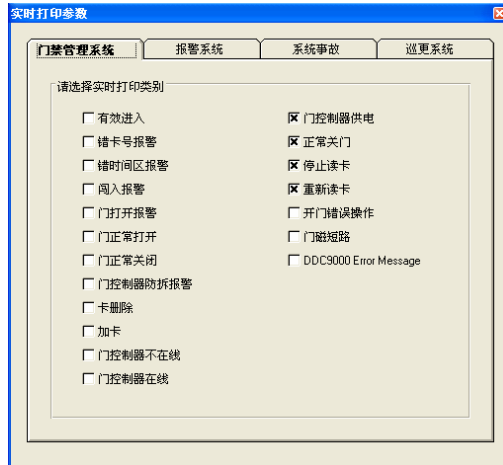 实时打印参数
门禁管理系统 报警系统 系统事故 巡更系统
请选择实时打印类别
有效进入
错卡号报警
错时间区报警
闯入报警
门打开报警
门正常打开
门正常关闭
门控制器防拆报警
卡删除
加卡
门控制器不在线
门控制器在线
门控制器供电
正常关门
停止读卡
重新读卡
开门错误操作
门磁短路
DDC9000 Error Message